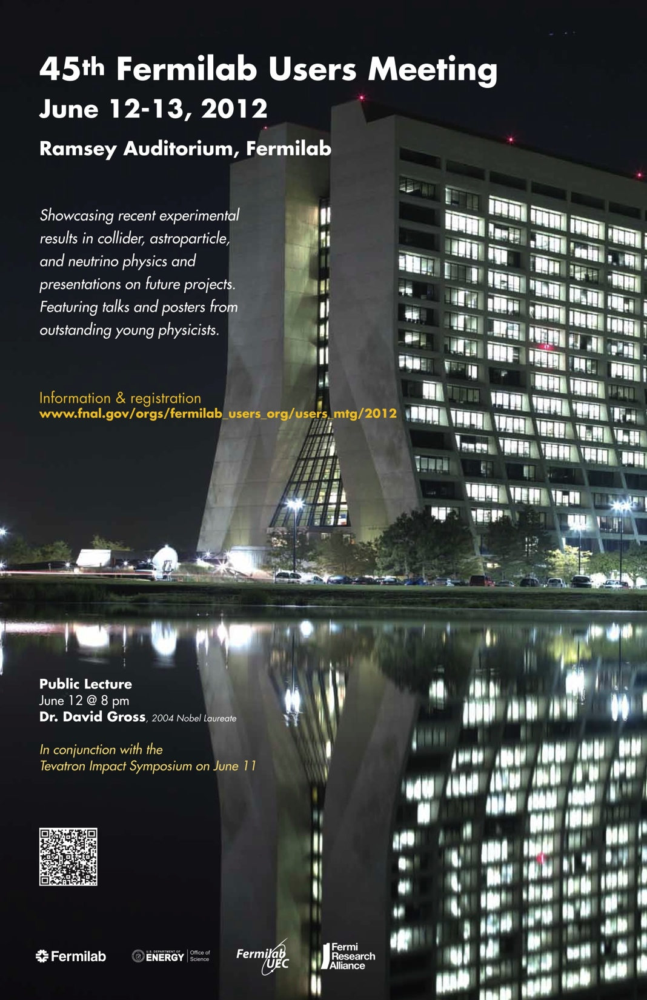 45th Fermilab Users Meeting
June 12-13, 2012
Ramsey Auditorium, Fermilab
Showcasing recent experimental
results in collider, astroparticle,
and neutrino physics and
presentations on future projects.
Featuring talks and posters from
outstanding young physicists.
Information & registration
www.fnal.gov/orgs/fermilab_users_org/users_mtg/2012
Public Lecture
June 12 @ 8 pm
Dr. David Gross, 2004 Nobel Laureate
In conjunction with the
Tevatron Impact Symposium on June 11
Fermilab
U.S. DEPARTMENT OF
ENERGY
Office of
Science
Fermilab
UEC
Fermi
Research
Alliance